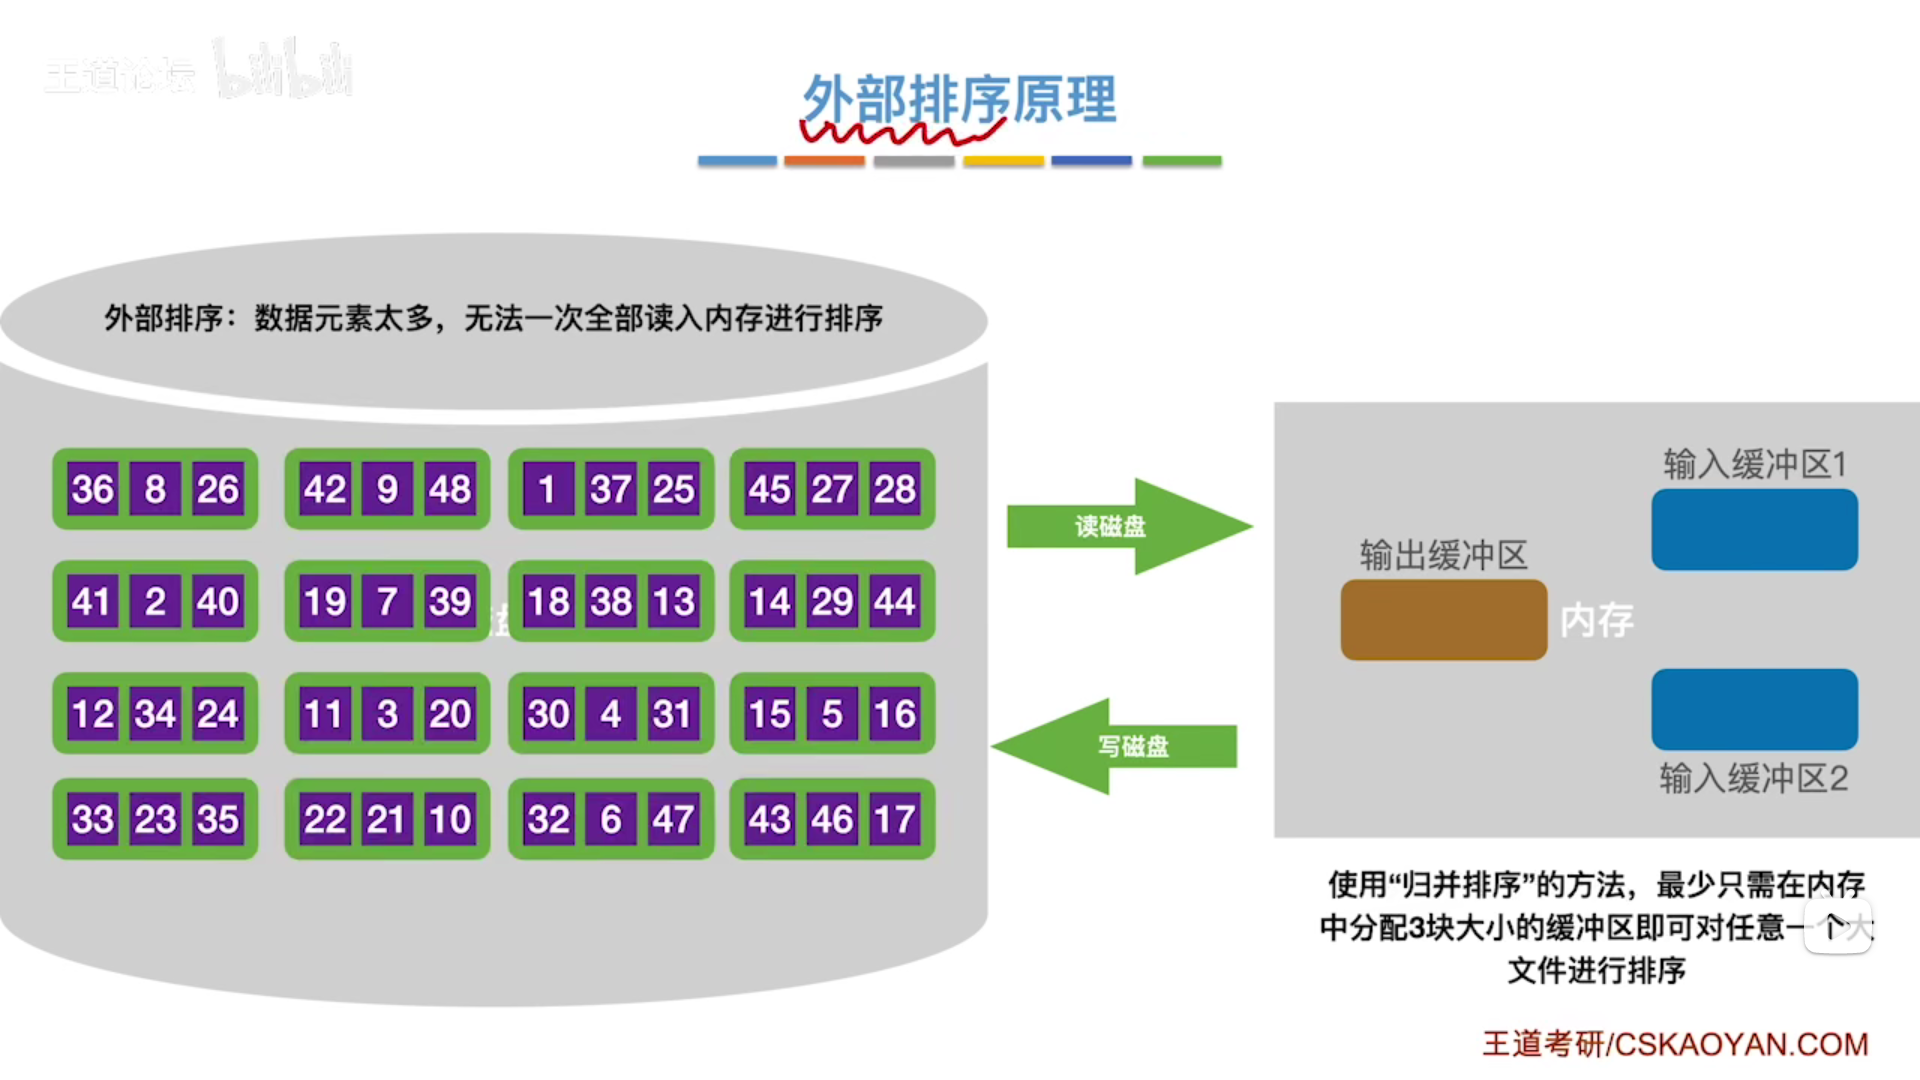 王道论坛 bilibili
外部排序原理
外部排序：数据元素太多，无法一次全部读入内存进行排序
36 8 26 42 9 48 1 37 25 45 27 28
41 2 40 19 7 39 18 38 13 14 29 44
12 34 24 11 3 20 30 4 31 15 5 16
33 23 35 22 21 10 32 6 47 43 46 17
读磁盘
写磁盘
输入缓冲区1
输出缓冲区
内存
输入缓冲区2
使用“归并排序”的方法，最少只需在内存
中分配3块大小的缓冲区即可对任意一个大
文件进行排序
王道考研/CSKAOYAN.COM